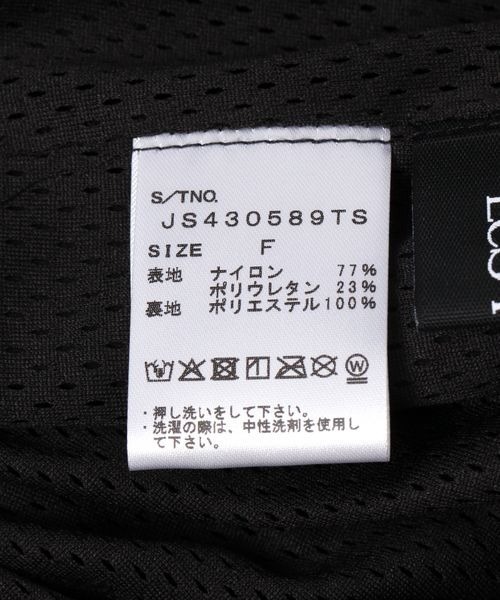 S/TNO.
JS430589TS
SIZE F
表地 ナイロン 77%
ポリウレタン 23%
裏地 ポリエステル100%
W
・押し洗いをして下さい。
・洗濯の際は、中性洗剤を使用し
て下さい。